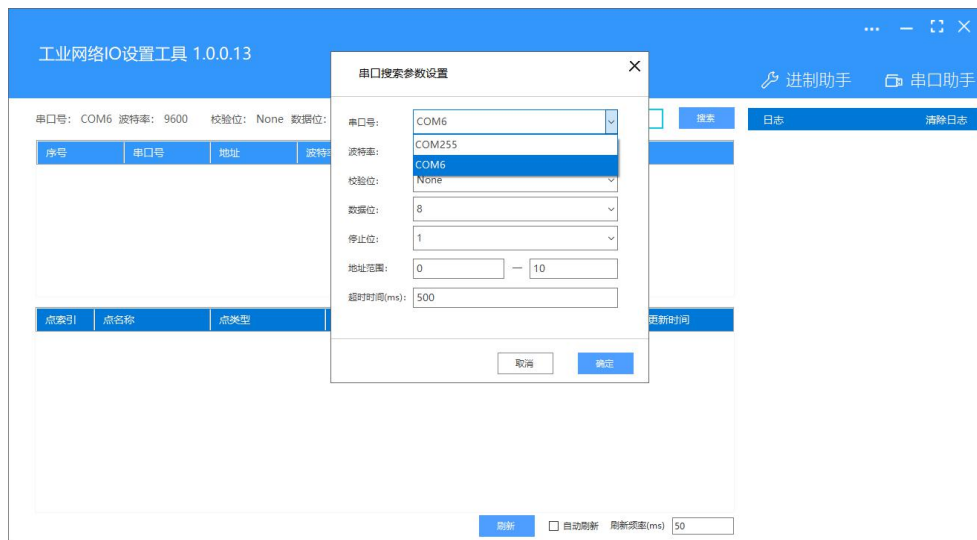 工业网络IO设置工具 1.0.0.13
进制助手
串口助手
串口搜索参数设置
串口号: COM6 波特率: 9600 校验位: None 数据位:
搜索
日志
清除日志
序号
串口号
地址
串口号:
COM6
COM255
COM6
波特率:
校验位:
None
数据位:
8
停止位:
1
地址范围:
0 — 10
超时时间(ms):
500
取消
确定
点索引
点名称
点类型
更新时间
刷新
自动刷新
刷新频率(ms)
50